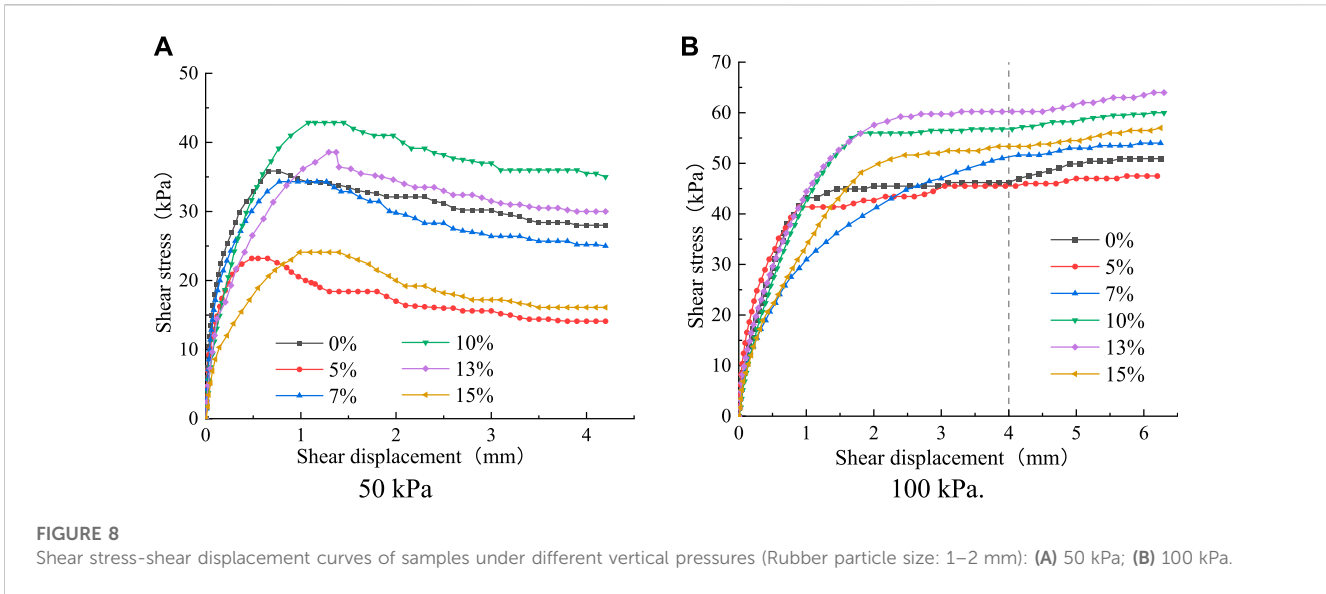 A
50
40
30
20
10
0
Shear stress（kPa）
0%
5%
7%
10%
13%
15%
0 1 2 3 4
Shear displacement（mm）
50 kPa
B
70
60
50
40
30
20
10
0
Shear stress（kPa）
0%
5%
7%
10%
13%
15%
0 1 2 3 4 5 6
Shear displacement（mm）
100 kPa.
FIGURE 8
Shear stress-shear displacement curves of samples under different vertical pressures (Rubber particle size: 1–2 mm): (A) 50 kPa; (B) 100 kPa.